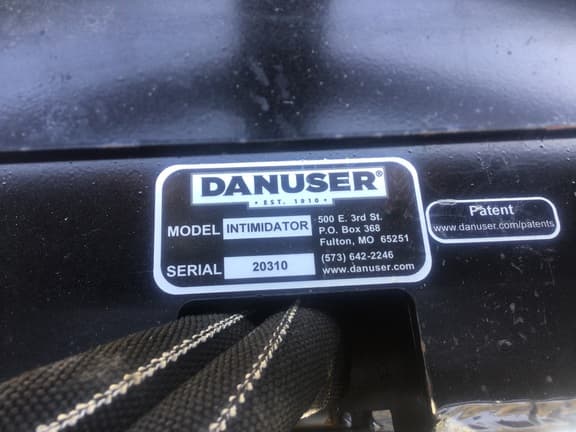 DANUSER®
• EST. 1910 •
MODEL INTIMIDATOR
SERIAL 20310
500 E. 3rd St.
P.O. Box 368
Fulton, MO 65251
(573) 642-2246
www.danuser.com
Patent
www.danuser.com/patents